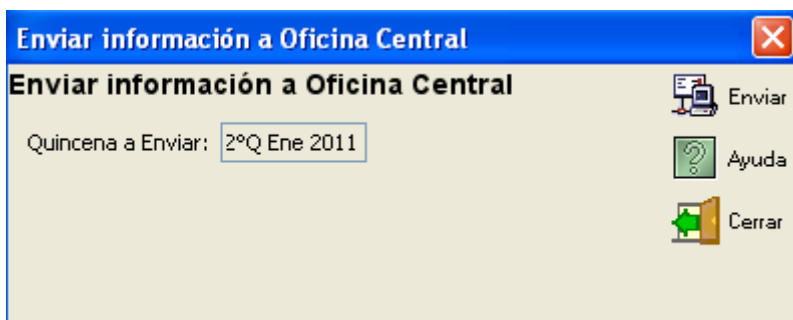 Enviar información a Oficina Central
Enviar información a Oficina Central
Enviar
Quincena a Enviar: 2°Q Ene 2011
Ayuda
Cerrar